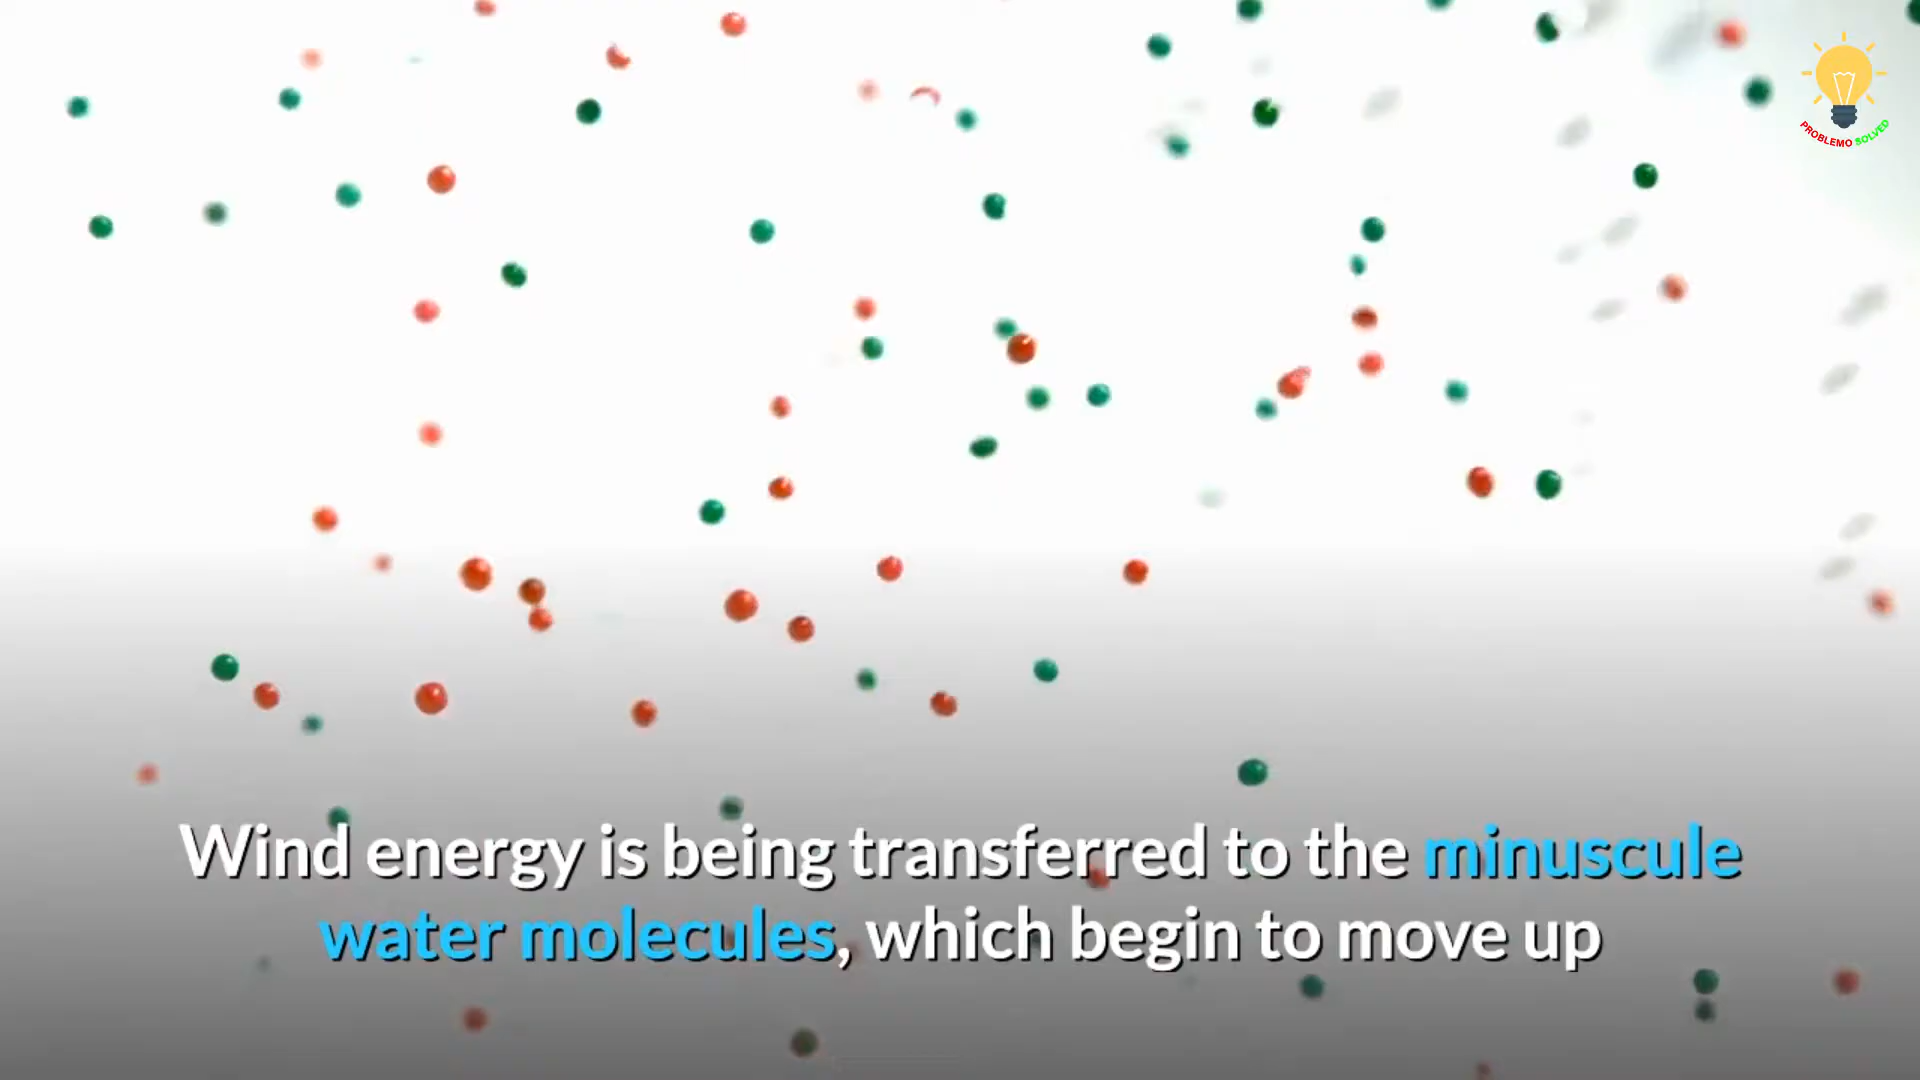 PROBLEMO SOLVED
Wind energy is being transferred to the minuscule
water molecules, which begin to move up